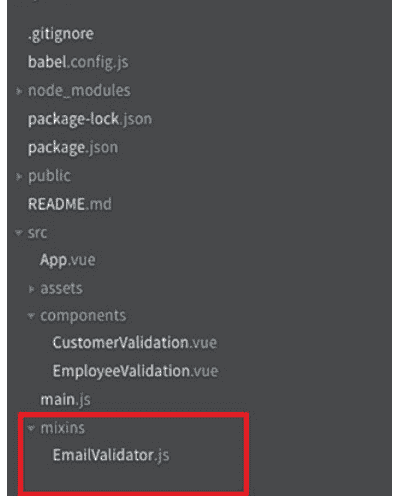 .gitignore
babel.config.js
node_modules
package-lock.json
package.json
public
README.md
src
App.vue
assets
components
CustomerValidation.vue
EmployeeValidation.vue
main.js
mixins
EmailValidator.js